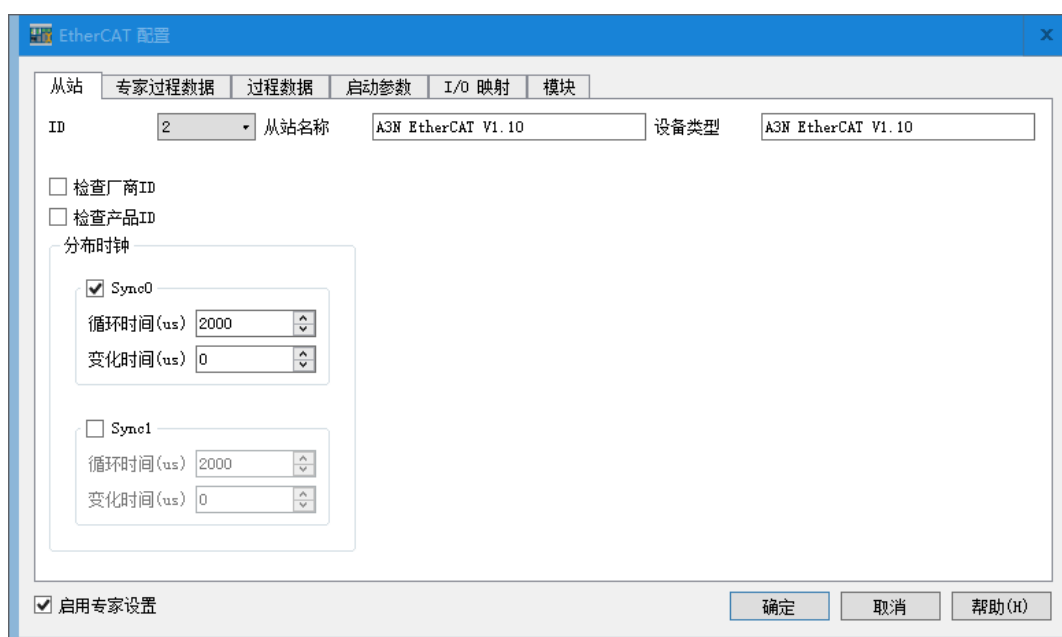 EtherCAT 配置
从站 专家过程数据 过程数据 启动参数 I/O 映射 模块
ID 2 从站名称 A3N EtherCAT V1.10 设备类型 A3N EtherCAT V1.10
检查厂商ID
检查产品ID
分布时钟
Sync0
循环时间(us) 2000
变化时间(us) 0
Sync1
循环时间(us) 2000
变化时间(us) 0
启用专家设置 确定 取消 帮助(H)